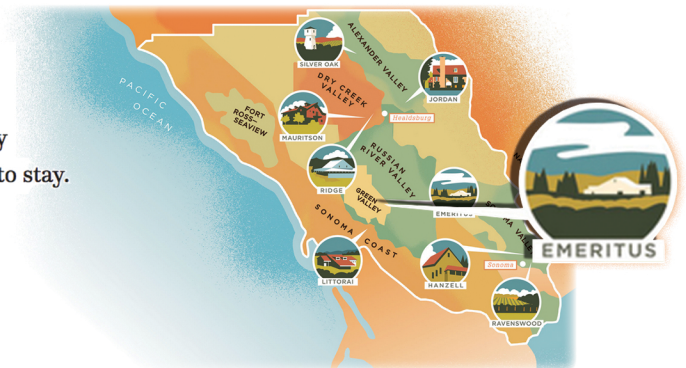 y
to stay.
PACIFIC
OCEAN
SILVER OAK
ALEXANDER VALLEY
JORDAN
DRY CREEK
VALLEY
Healdsburg
FORT
ROSS–
SEAVIEW
MAURITSON
RUSSIAN
RIVER VALLEY
RIDGE
GREEN
VALLEY
EMERITUS
EMERITUS
SONOMA COAST
LITTORAI
HANZELL
Sonoma
RAVENSWOOD